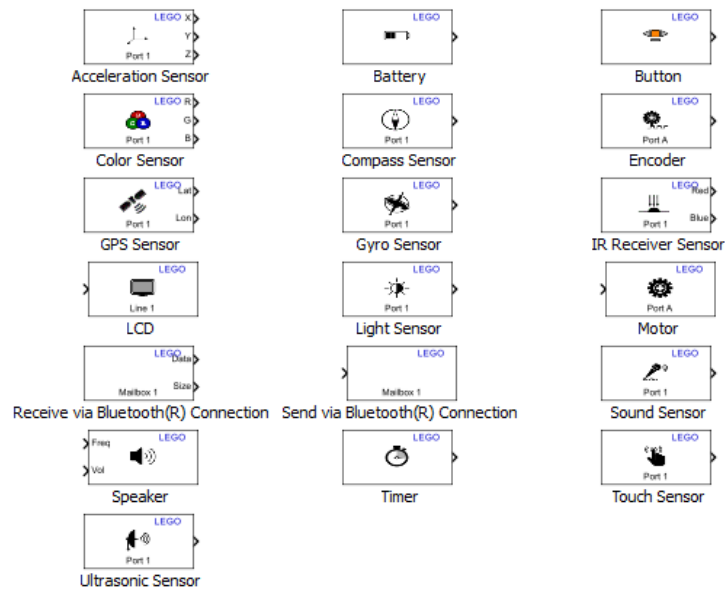 LEGO X
Y
Port 1 Z
Acceleration Sensor
LEGO
Battery
LEGO
Button
LEGO R
G
Port 1 B
Color Sensor
LEGO
Port 1
Compass Sensor
LEGO
Port A
Encoder
LEGO Lat
Port 1 Lon
GPS Sensor
LEGO
Port 1
Gyro Sensor
LEGO Red
Port 1 Blue
IR Receiver Sensor
LEGO
Line 1
LCD
LEGO
Port 1
Light Sensor
LEGO
Port A
Motor
LEGO Data
Mailbox 1 Size
Receive via Bluetooth(R) Connection
LEGO
Mailbox 1
Send via Bluetooth(R) Connection
LEGO
Port 1
Sound Sensor
LEGO
Freq
Vol
Speaker
LEGO
Timer
LEGO
Port 1
Touch Sensor
LEGO
Port 1
Ultrasonic Sensor